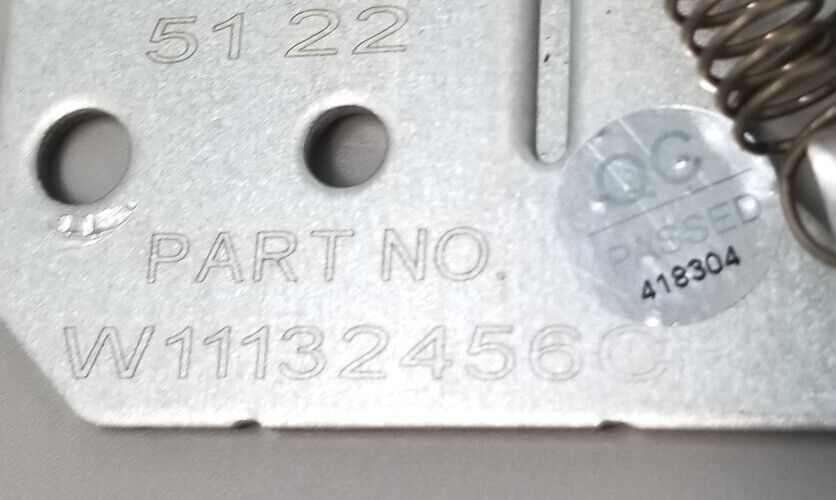 51 22
QC
PASSED
418304
PART NO.
W11132456C